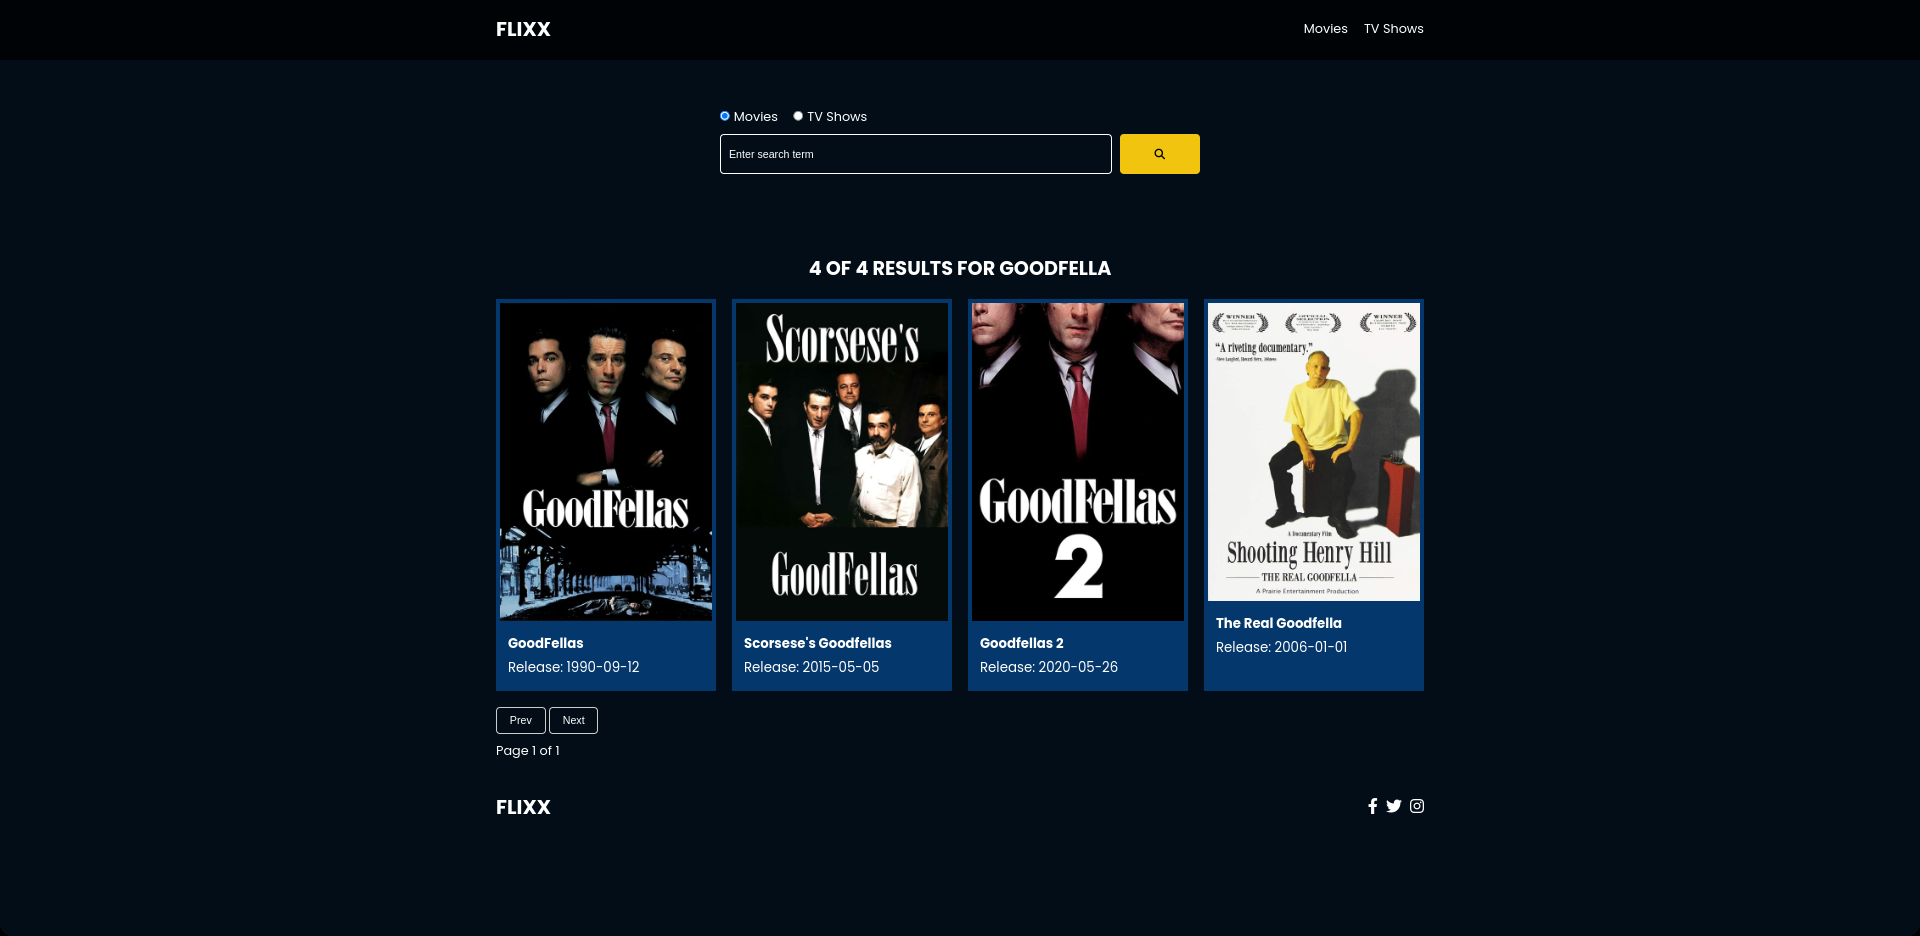 FLIXX
Movies TV Shows
Movies TV Shows
Enter search term
4 OF 4 RESULTS FOR GOODFELLA
GoodFellas
GoodFellas
Release: 1990-09-12
Scorsese's
GoodFellas
Scorsese's Goodfellas
Release: 2015-05-05
GoodFellas
2
Goodfellas 2
Release: 2020-05-26
WINNER
OFFICIAL SELECTION
WINNER
“A riveting documentary.”
A Documentary Film
Shooting Henry Hill
THE REAL GOODFELLA
A Prairie Entertainment Production
The Real Goodfella
Release: 2006-01-01
Prev Next
Page 1 of 1
FLIXX